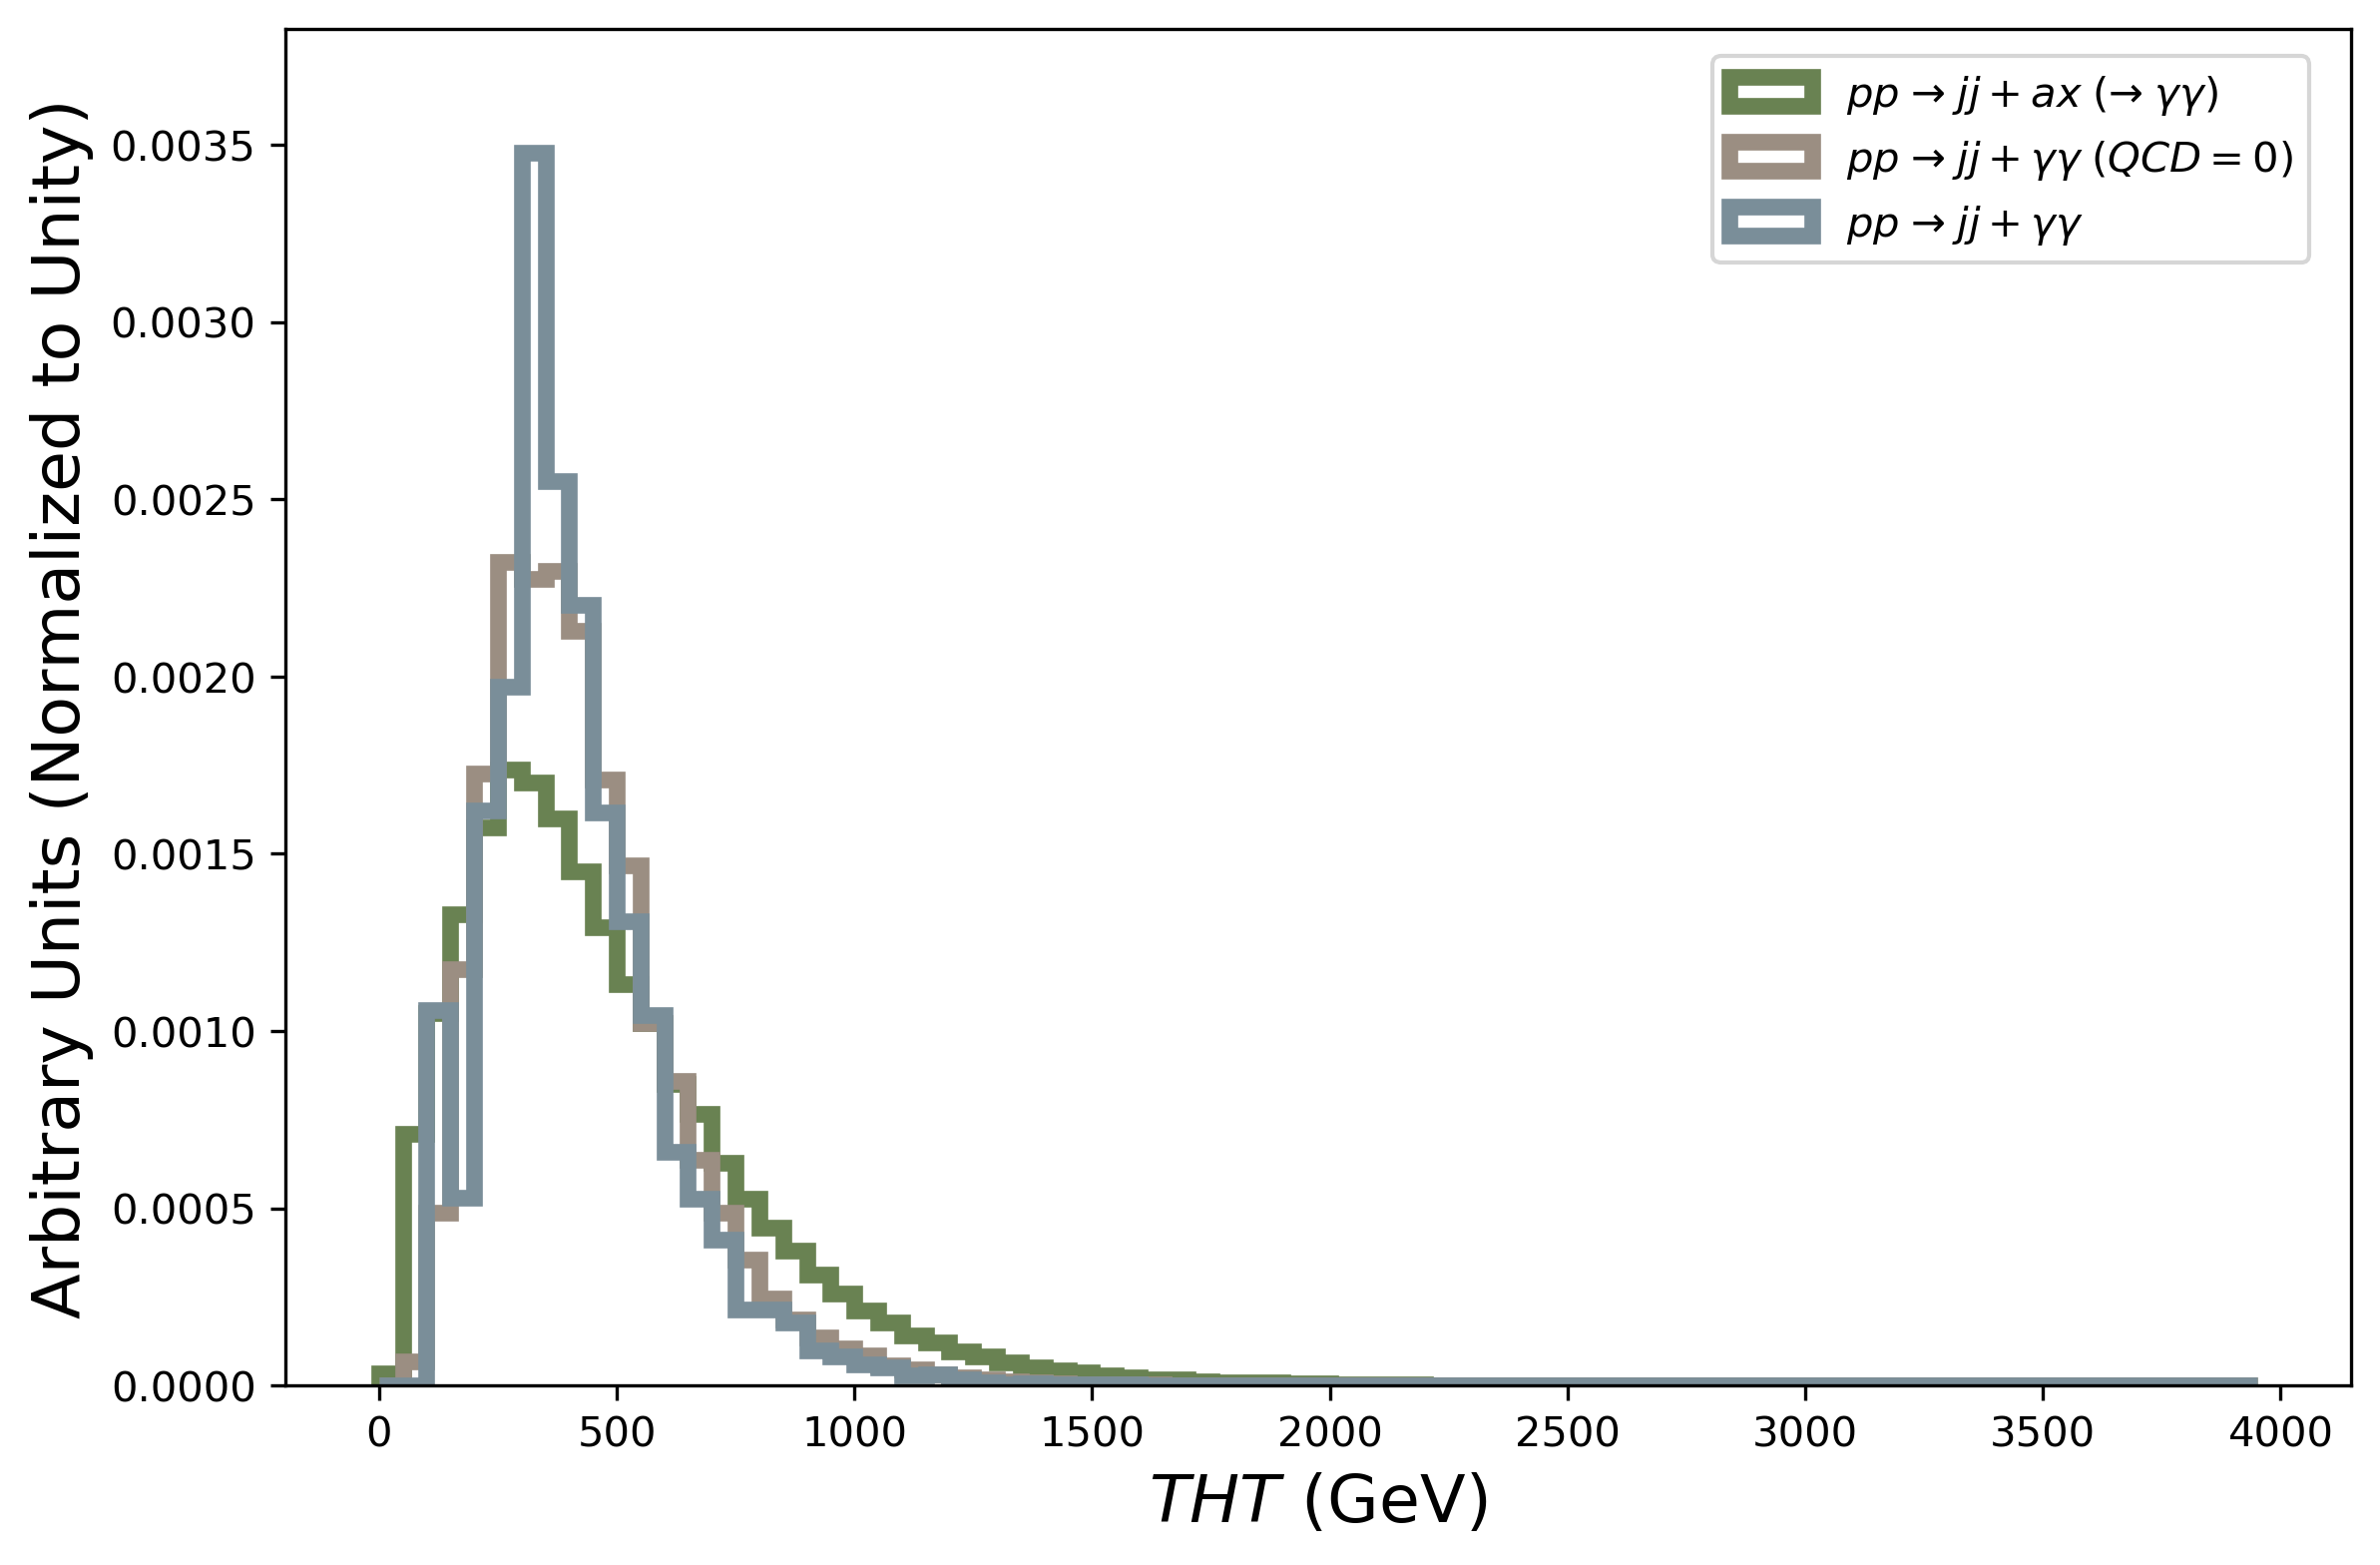 Arbitrary Units (Normalized to Unity)
0.0035
0.0030
0.0025
0.0020
0.0015
0.0010
0.0005
0.0000
pp → jj + ax (→ γγ)
pp → jj + γγ (QCD = 0)
pp → jj + γγ
0 500 1000 1500 2000 2500 3000 3500 4000
THT (GeV)